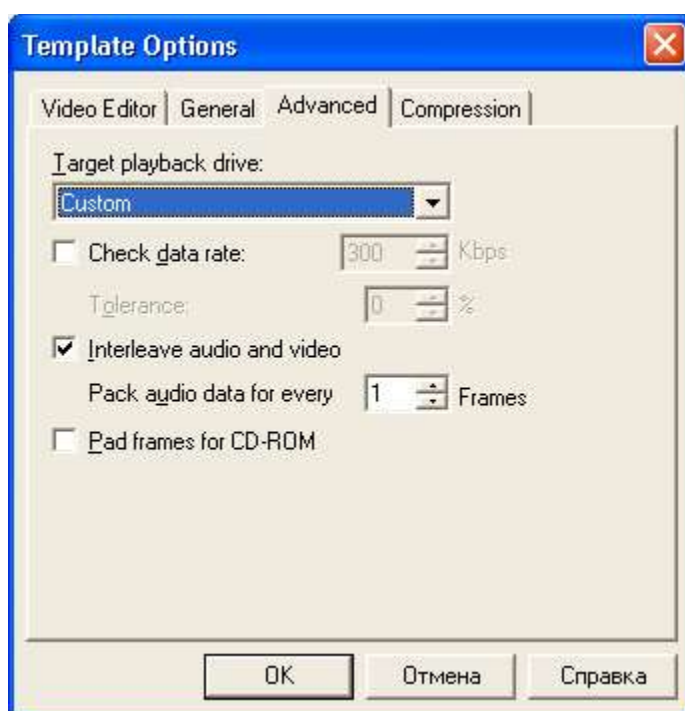 Template Options
Video Editor General Advanced Compression
Target playback drive:
Custom
Check data rate: 300 Kbps
Tolerance: 0 %
Interleave audio and video
Pack audio data for every 1 Frames
Pad frames for CD-ROM
OK Отмена Справка